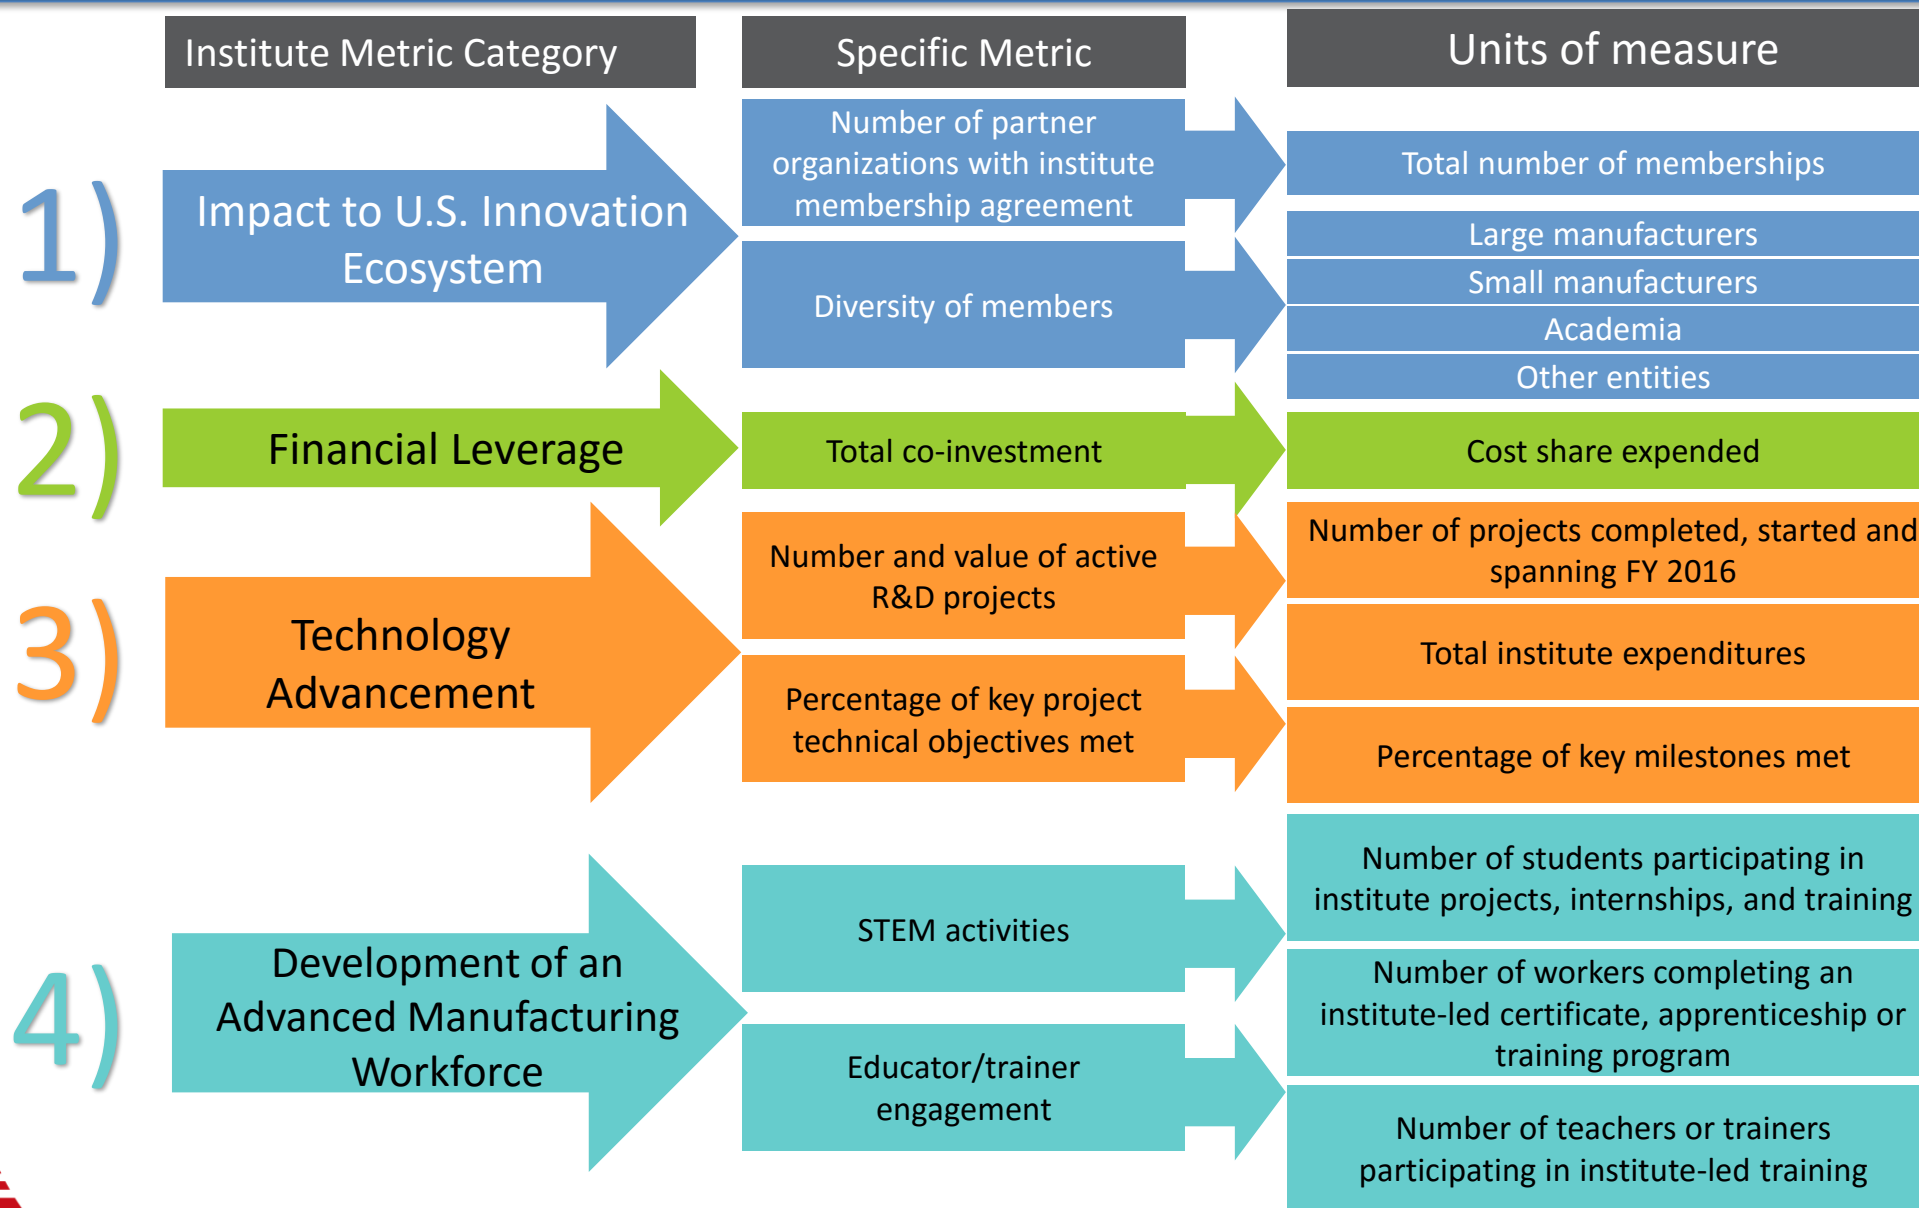 Institute Metric Category
Specific Metric
Units of measure
1)
Impact to U.S. Innovation
Ecosystem
Number of partner
organizations with institute
membership agreement
Total number of memberships
Diversity of members
Large manufacturers
Small manufacturers
Academia
Other entities
2)
Financial Leverage
Total co-investment
Cost share expended
3)
Technology
Advancement
Number and value of active
R&D projects
Number of projects completed, started and
spanning FY 2016
Total institute expenditures
Percentage of key project
technical objectives met
Percentage of key milestones met
4)
Development of an
Advanced Manufacturing
Workforce
STEM activities
Number of students participating in
institute projects, internships, and training
Number of workers completing an
institute-led certificate, apprenticeship or
training program
Educator/trainer
engagement
Number of teachers or trainers
participating in institute-led training